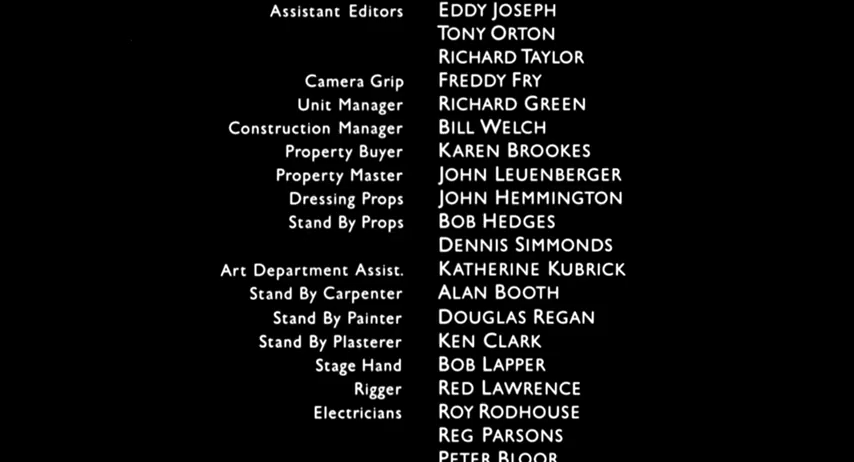 Assistant Editors EDDY JOSEPH
TONY ORTON
RICHARD TAYLOR
Camera Grip FREDDY FRY
Unit Manager RICHARD GREEN
Construction Manager BILL WELCH
Property Buyer KAREN BROOKES
Property Master JOHN LEUENBERGER
Dressing Props JOHN HEMMINGTON
Stand By Props BOB HEDGES
DENNIS SIMMONDS
Art Department Assist. KATHERINE KUBRICK
Stand By Carpenter ALAN BOOTH
Stand By Painter DOUGLAS REGAN
Stand By Plasterer KEN CLARK
Stage Hand BOB LAPPER
Rigger RED LAWRENCE
Electricians ROY RODHOUSE
REG PARSONS
PETER BLOOR